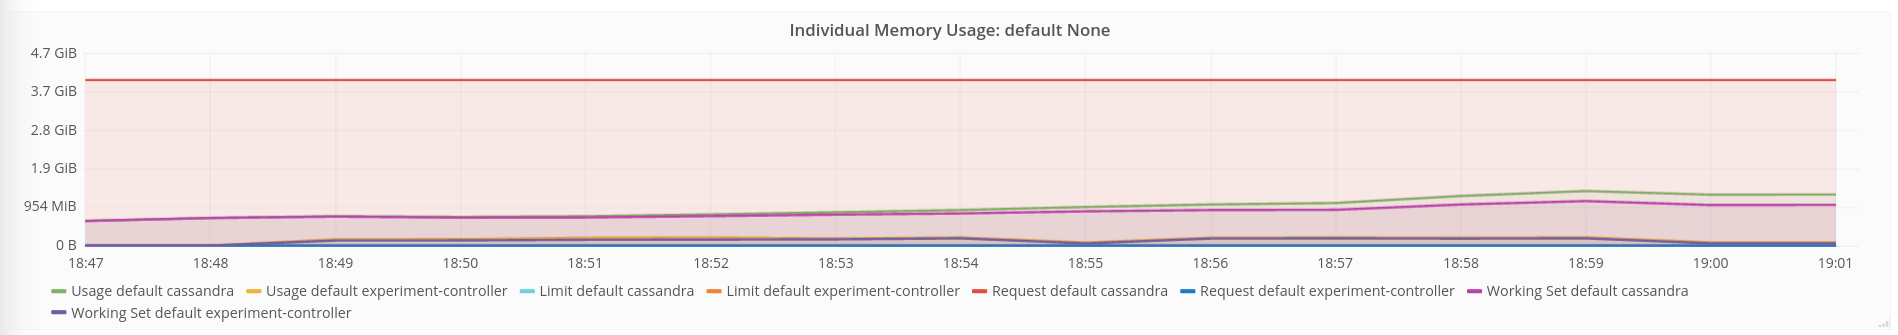 Individual Memory Usage: default None
4.7 GiB
3.7 GiB
2.8 GiB
1.9 GiB
954 MiB
0 B
18:47 18:48 18:49 18:50 18:51 18:52 18:53 18:54 18:55 18:56 18:57 18:58 18:59 19:00 19:01
Usage default cassandra Usage default experiment-controller Limit default cassandra Limit default experiment-controller Request default cassandra Request default experiment-controller Working Set default cassandra
Working Set default experiment-controller